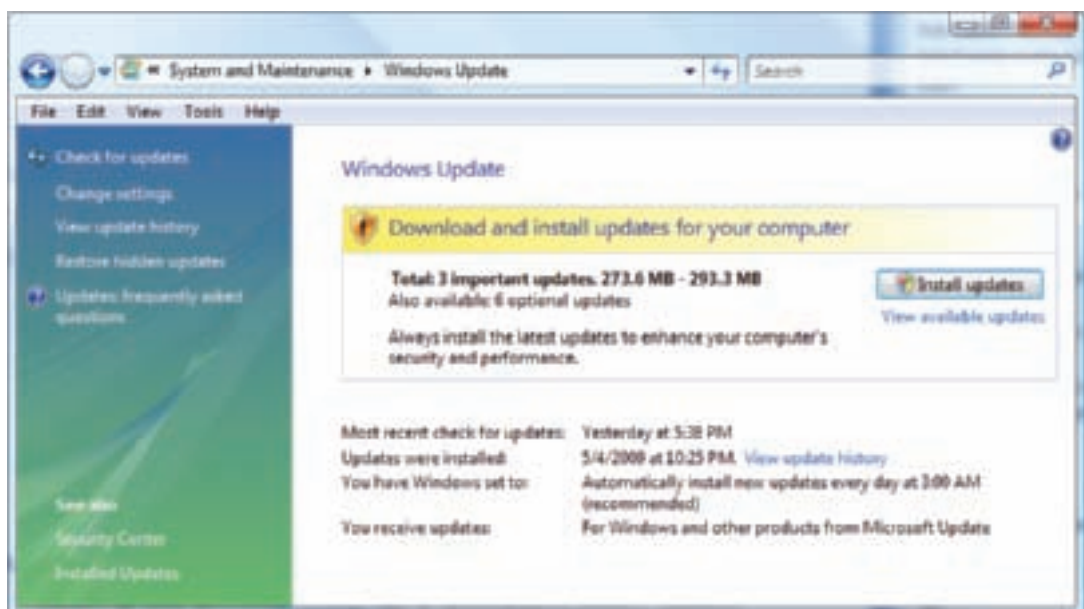 System and Maintenance ▸ Windows Update
Search
File Edit View Tools Help
Check for updates
Change settings
View update history
Restore hidden updates
Updates: frequently asked
questions
See also
Security Center
Installed Updates
Windows Update
Download and install updates for your computer
Total: 3 important updates. 273.6 MB - 293.3 MB
Also available: 6 optional updates
Always install the latest updates to enhance your computer's
security and performance.
Install updates
View available updates
Most recent check for updates: Yesterday at 5:38 PM
Updates were installed: at 10:25 PM. View update history
You have Windows set to: Automatically install new updates every day at 3:00 AM
(recommended)
You receive updates: For Windows and other products from Microsoft Update